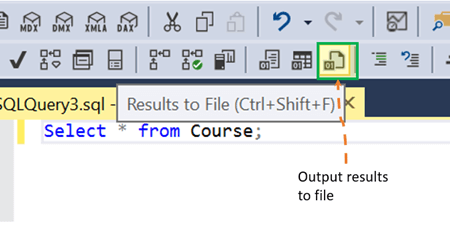 MDX DMX XMLA DAX
SQLQuery3.sql -
Results to File (Ctrl+Shift+F)
Select * from Course;
Output results
to file